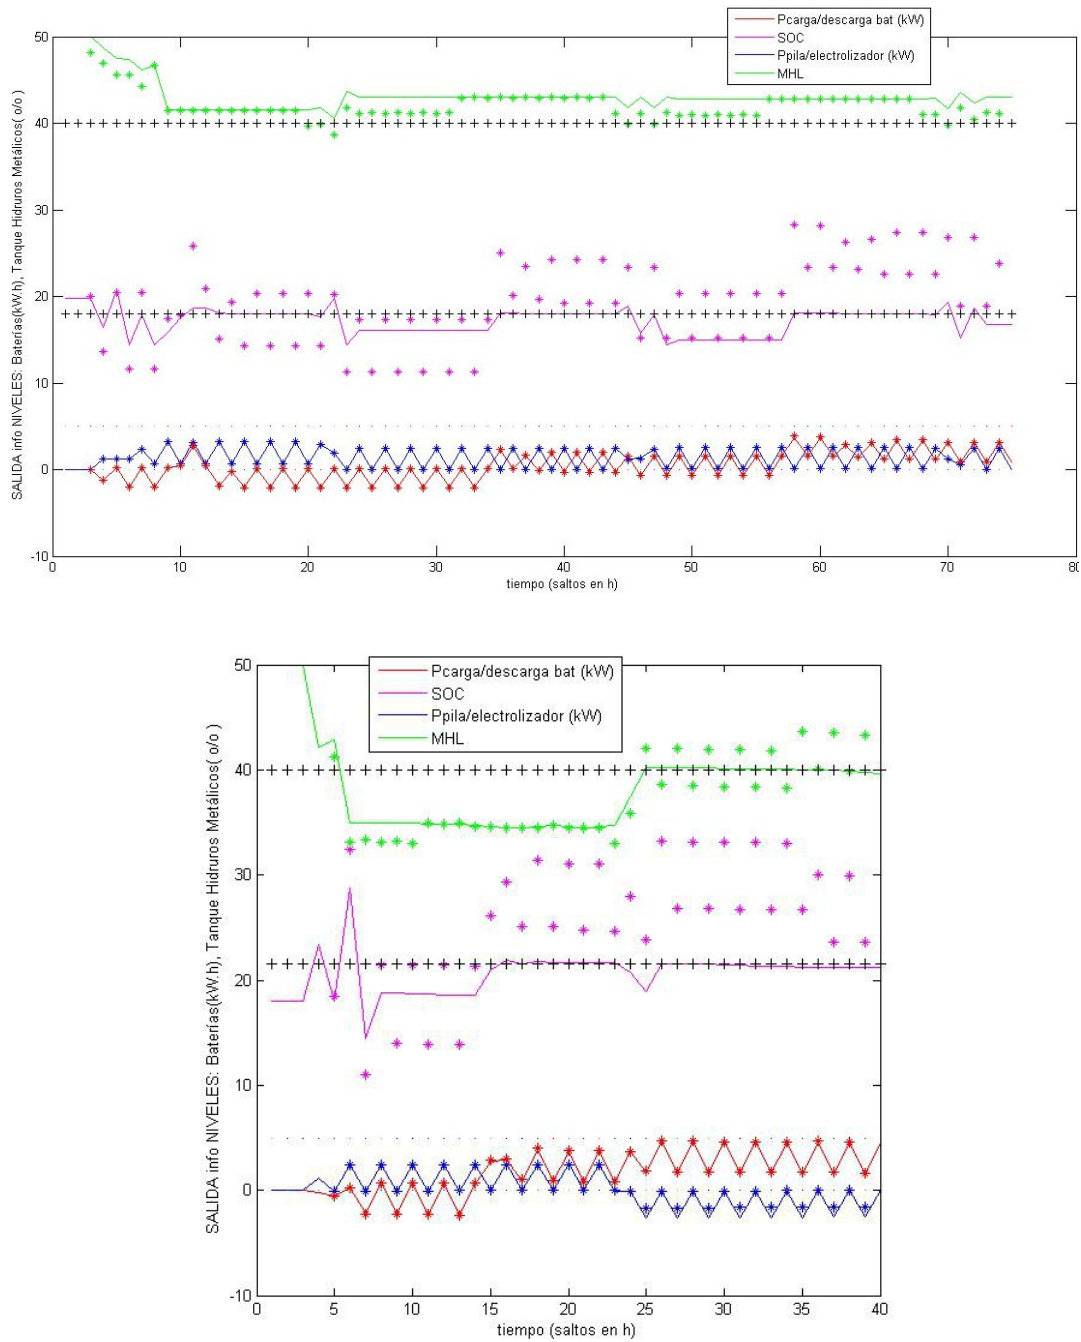 Pcarga/descarga bat (kW)
SOC
Ppila/electrolizador (kW)
MHL
SALIDA info NIVELES: Baterías(kW.h), Tanque Hidruros Metálicos( o/o )
50
40
30
20
10
0
-10
0 10 20 30 40 50 60 70 80
tiempo (saltos en h)
Pcarga/descarga bat (kW)
SOC
Ppila/electrolizador (kW)
MHL
SALIDA info NIVELES: Baterías(kW.h), Tanque Hidruros Metálicos( o/o )
50
40
30
20
10
0
-10
0 5 10 15 20 25 30 35 40
tiempo (saltos en h)